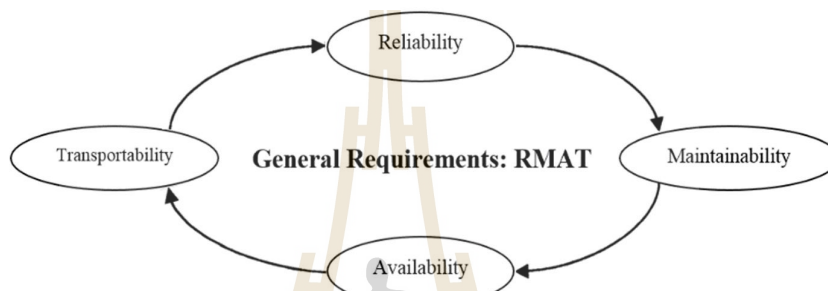 Reliability
Transportability
General Requirements: RMAT
Maintainability
Availability